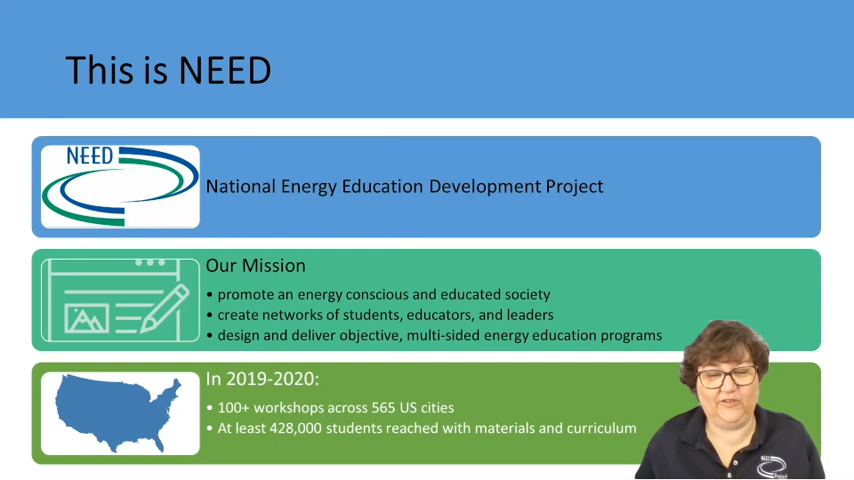 This is NEED
NEED
National Energy Education Development Project
Our Mission
• promote an energy conscious and educated society
• create networks of students, educators, and leaders
• design and deliver objective, multi-sided energy education programs
In 2019-2020:
• 100+ workshops across 565 US cities
• At least 428,000 students reached with materials and curriculum
NEED
Project